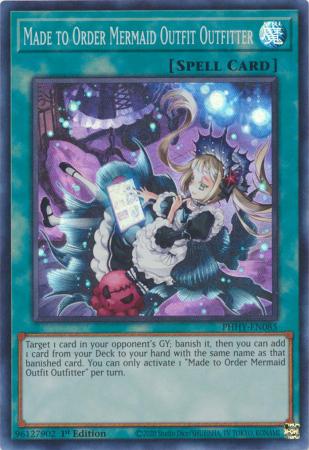 Made to Order Mermaid Outfit Outfitter
[Spell Card]
PHHY-EN085
Target 1 card in your opponent's GY; banish it, then you can add
1 card from your Deck to your hand with the same name as that
banished card. You can only activate 1 "Made to Order Mermaid
Outfit Outfitter" per turn.
96127902 1st Edition ©2020 Studio Dice/SHUEISHA, TV TOKYO, KONAMI